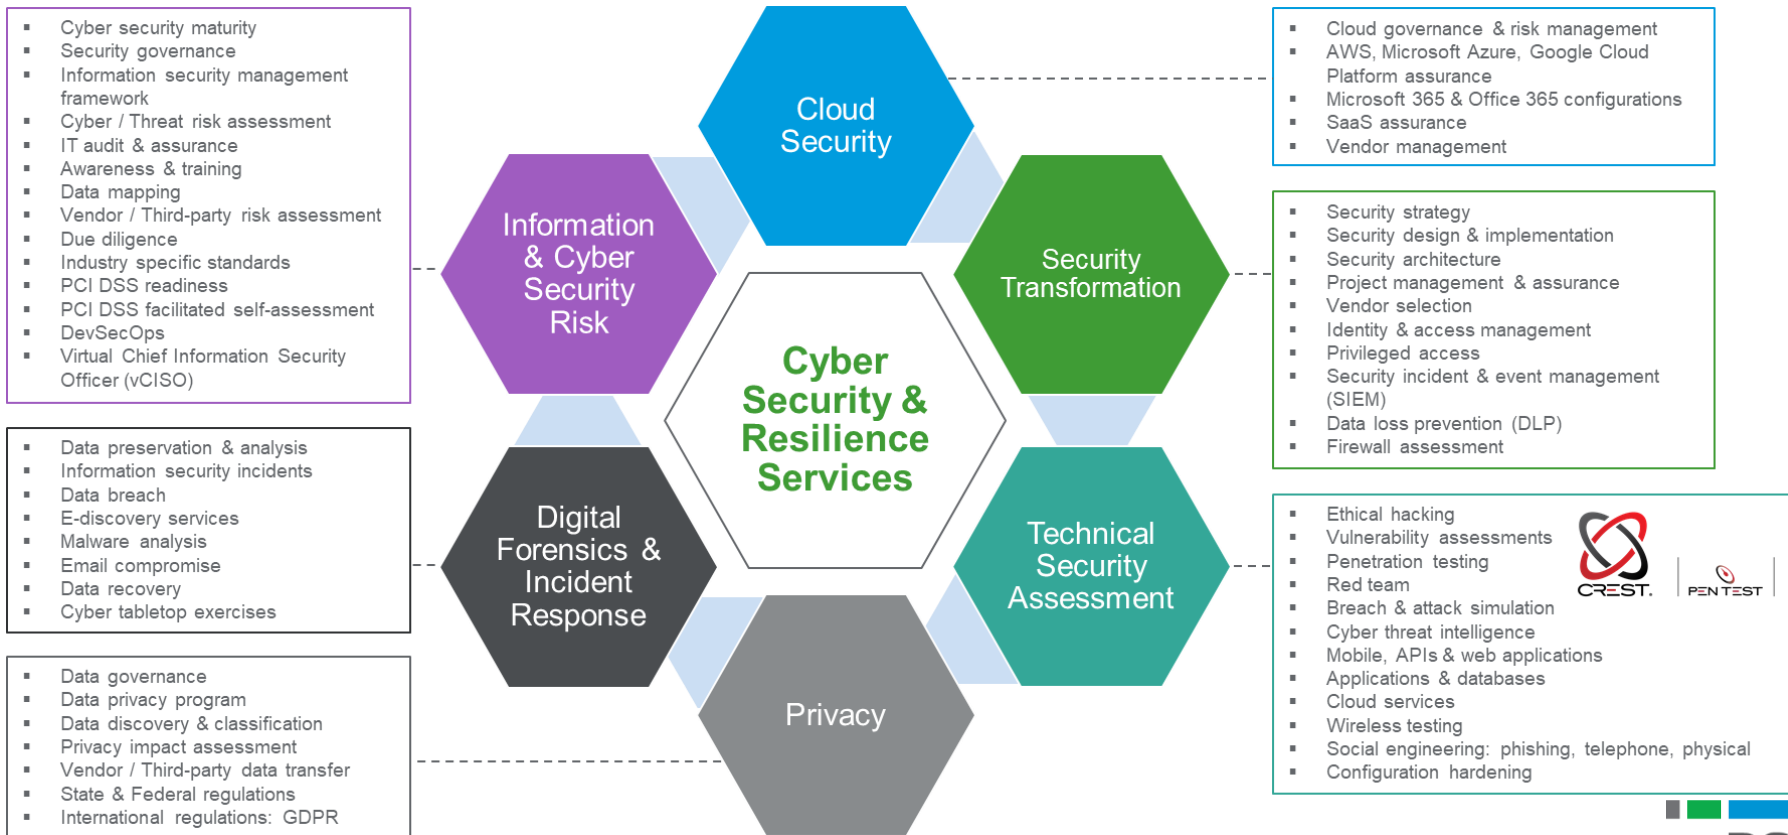 Cyber security maturity
Security governance
Information security management
framework
Cyber / Threat risk assessment
IT audit & assurance
Awareness & training
Data mapping
Vendor / Third-party risk assessment
Due diligence
Industry specific standards
PCI DSS readiness
PCI DSS facilitated self-assessment
DevSecOps
Virtual Chief Information Security
Officer (vCISO)
Data preservation & analysis
Information security incidents
Data breach
E-discovery services
Malware analysis
Email compromise
Data recovery
Cyber tabletop exercises
Data governance
Data privacy program
Data discovery & classification
Privacy impact assessment
Vendor / Third-party data transfer
State & Federal regulations
International regulations: GDPR
Cloud
Security
Information
& Cyber
Security
Risk
Security
Transformation
Cyber
Security &
Resilience
Services
Digital
Forensics &
Incident
Response
Technical
Security
Assessment
Privacy
Cloud governance & risk management
AWS, Microsoft Azure, Google Cloud
Platform assurance
Microsoft 365 & Office 365 configurations
SaaS assurance
Vendor management
Security strategy
Security design & implementation
Security architecture
Project management & assurance
Vendor selection
Identity & access management
Privileged access
Security incident & event management
(SIEM)
Data loss prevention (DLP)
Firewall assessment
Ethical hacking
Vulnerability assessments
Penetration testing
Red team
Breach & attack simulation
Cyber threat intelligence
Mobile, APIs & web applications
Applications & databases
Cloud services
Wireless testing
Social engineering: phishing, telephone, physical
Configuration hardening
CREST.
PEN TEST